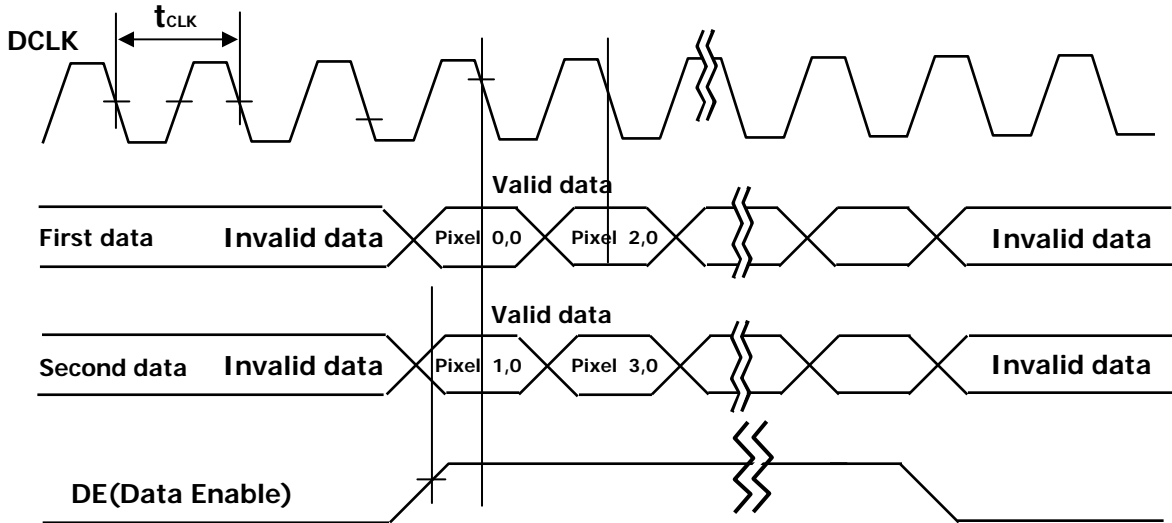 tCLK
DCLK
Valid data
First data Invalid data Pixel 0,0 Pixel 2,0 Invalid data
Valid data
Second data Invalid data Pixel 1,0 Pixel 3,0 Invalid data
DE(Data Enable)